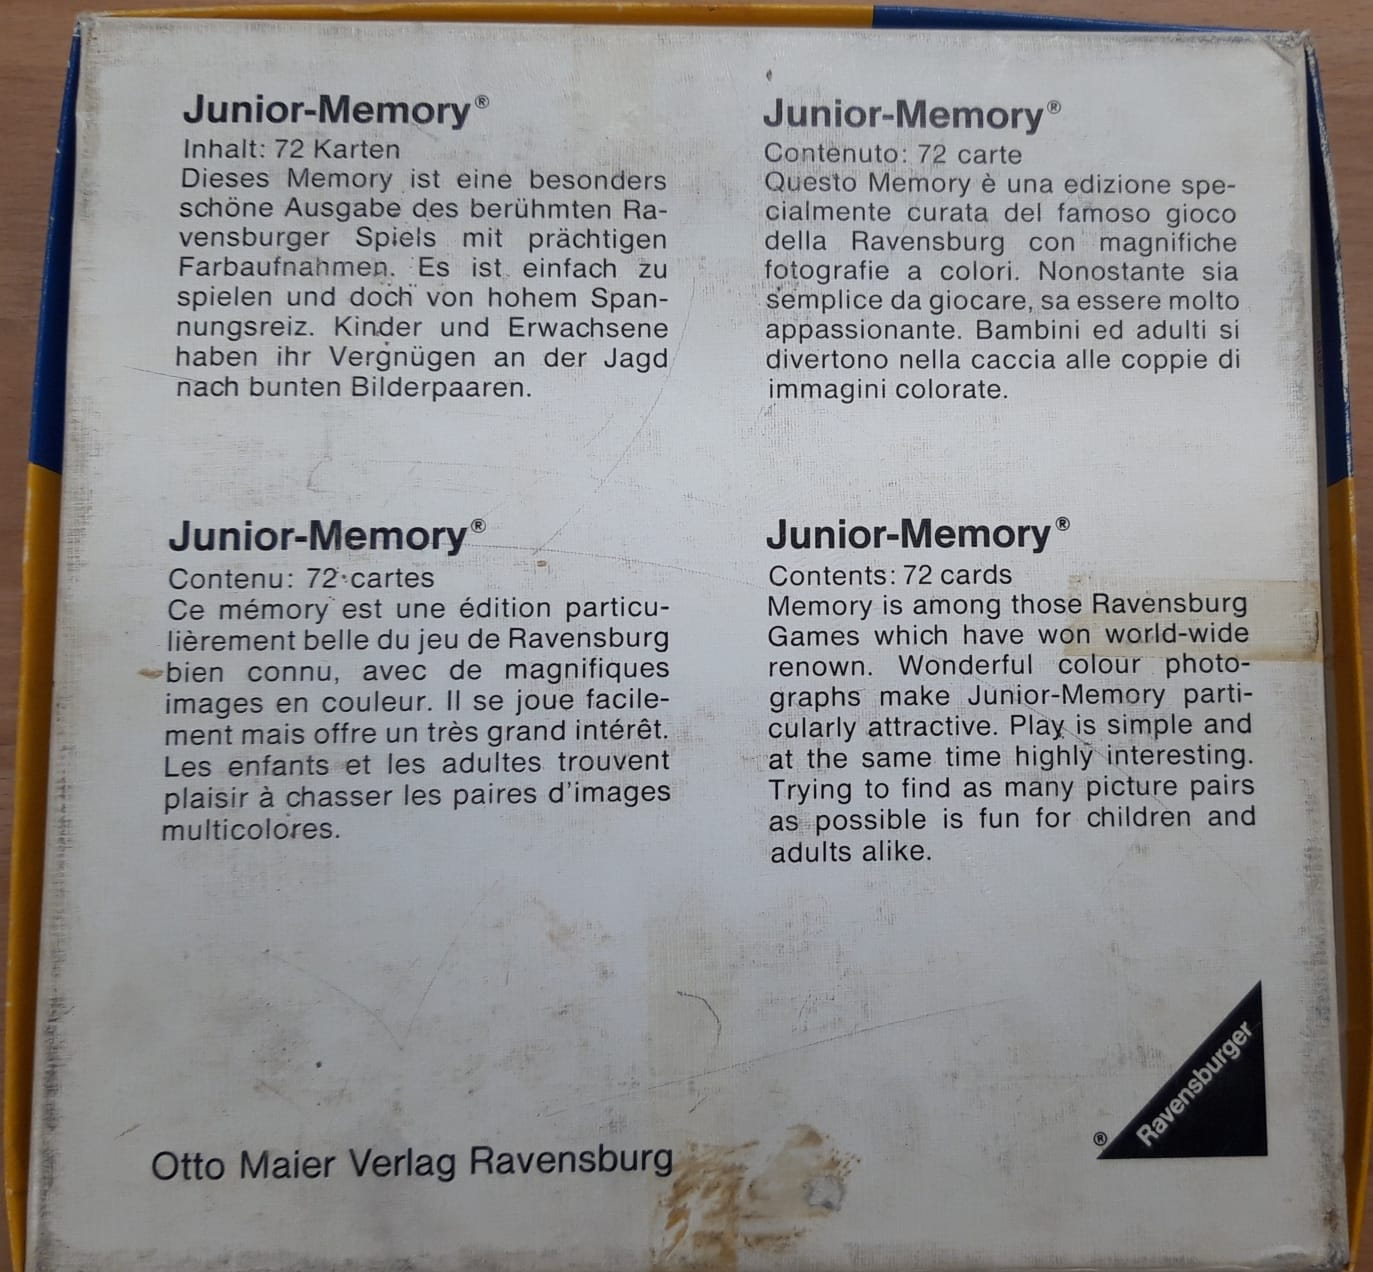 Junior-Memory®
Inhalt: 72 Karten
Dieses Memory ist eine besonders
schöne Ausgabe des berühmten Ra-
vensburger Spiels mit prächtigen
Farbaufnahmen. Es ist einfach zu
spielen und doch von hohem Span-
nungsreiz. Kinder und Erwachsene
haben ihr Vergnügen an der Jagd
nach bunten Bilderpaaren.
Junior-Memory®
Contenuto: 72 carte
Questo Memory è una edizione spe-
cialmente curata del famoso gioco
della Ravensburg con magnifiche
fotografie a colori. Nonostante sia
semplice da giocare, sa essere molto
appassionante. Bambini ed adulti si
divertono nella caccia alle coppie di
immagini colorate.
Junior-Memory®
Contenu: 72 cartes
Ce mémory est une édition particu-
lièrement belle du jeu de Ravensburg
bien connu, avec de magnifiques
images en couleur. Il se joue facile-
ment mais offre un très grand intérêt.
Les enfants et les adultes trouvent
plaisir à chasser les paires d'images
multicolores.
Junior-Memory®
Contents: 72 cards
Memory is among those Ravensburg
Games which have won world-wide
renown. Wonderful colour photo-
graphs make Junior-Memory parti-
cularly attractive. Play is simple and
at the same time highly interesting.
Trying to find as many picture pairs
as possible is fun for children and
adults alike.
Otto Maier Verlag Ravensburg
® Ravensburger